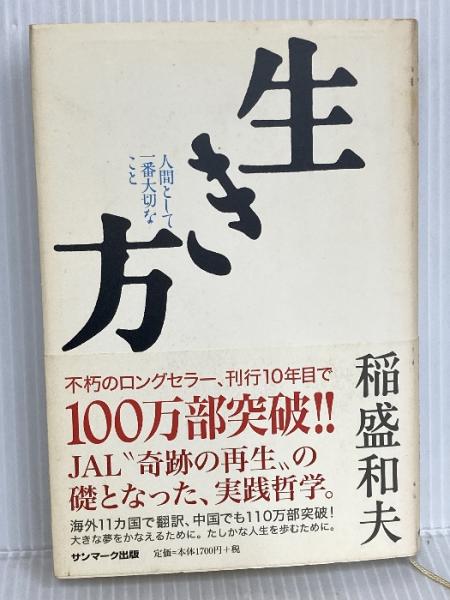 生き方
人間として
一番大切な
こと
稲盛和夫
不朽のロングセラー、刊行10年目で
100万部突破!!
JAL〝奇跡の再生〟の
礎となった、実践哲学。
海外11カ国で翻訳、中国でも110万部突破!
大きな夢をかなえるために。たしかな人生を歩むために。
サンマーク出版 定価=本体1700円+税